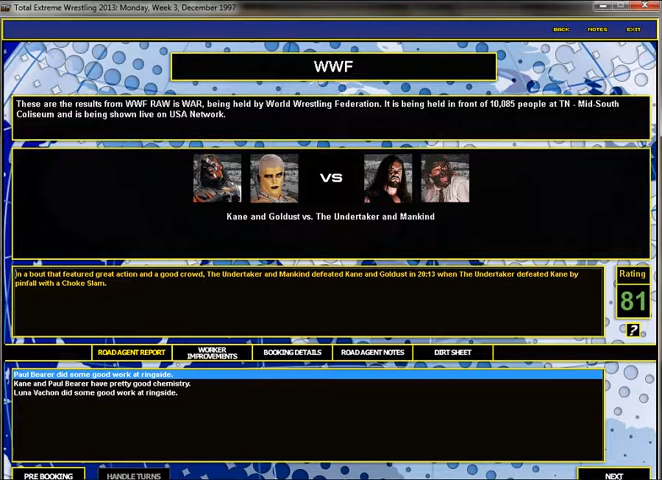 Total Extreme Wrestling 2013: Monday, Week 3, December 1997
BACK NOTES EXIT
WWF
These are the results from WWF RAW is WAR, being held by World Wrestling Federation. It is being held in front of 10,085 people at TN - Mid-South
Coliseum and is being shown live on USA Network.
VS
Kane and Goldust vs. The Undertaker and Mankind
In a bout that featured great action and a good crowd, The Undertaker and Mankind defeated Kane and Goldust in 20:13 when The Undertaker defeated Kane by
pinfall with a Choke Slam.
Rating
81
?
ROAD AGENT REPORT
WORKER
IMPROVEMENTS
BOOKING DETAILS
ROAD AGENT NOTES
DIRT SHEET
Paul Bearer did some good work at ringside.
Kane and Paul Bearer have pretty good chemistry.
Luna Vachon did some good work at ringside.
PRE BOOKING
HANDLE TURNS
NEXT